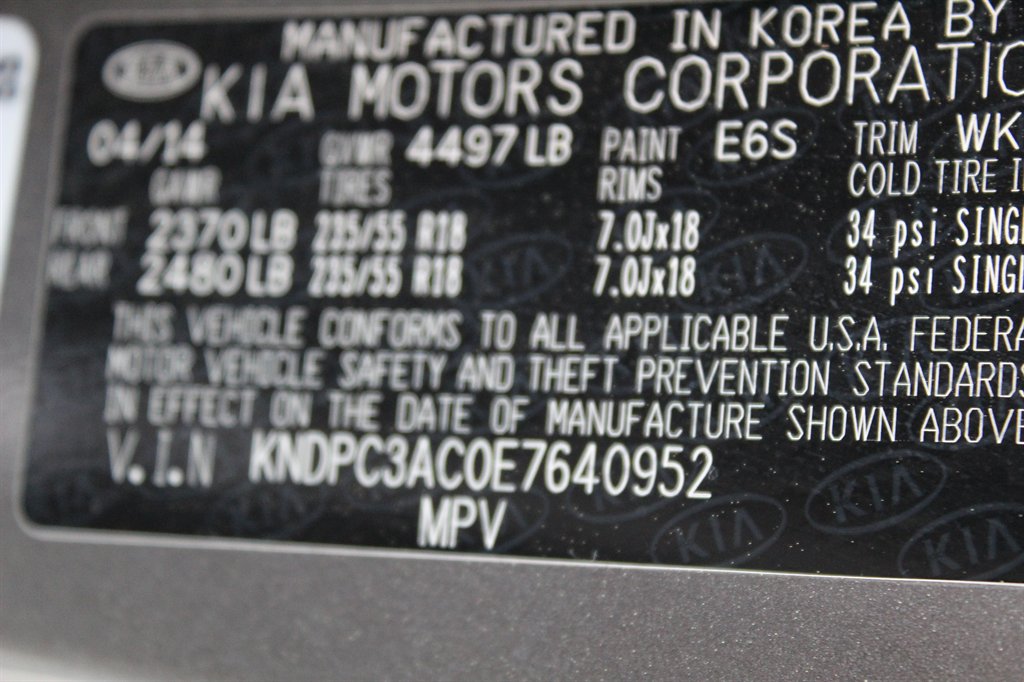 MANUFACTURED IN KOREA BY
KIA
KIA MOTORS CORPORATIO
04/14 GVWR 4497 LB PAINT E6S TRIM WK
GAWR TIRES RIMS COLD TIRE I
FRONT 2370 LB 235/55 R18 7.0Jx18 34 psi SINGL
REAR 2480 LB 235/55 R18 7.0Jx18 34 psi SINGL
THIS VEHICLE CONFORMS TO ALL APPLICABLE U.S.A. FEDERA
MOTOR VEHICLE SAFETY AND THEFT PREVENTION STANDARDS
IN EFFECT ON THE DATE OF MANUFACTURE SHOWN ABOVE
V.I.N KNDPC3AC0E7640952
MPV